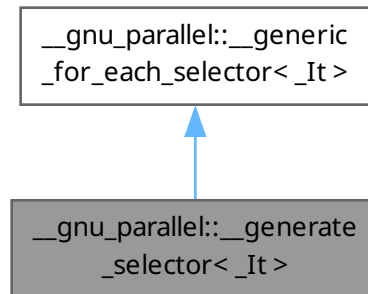 __gnu_parallel::__generic
_for_each_selector< _It >
__gnu_parallel::__generate
_selector< _It >